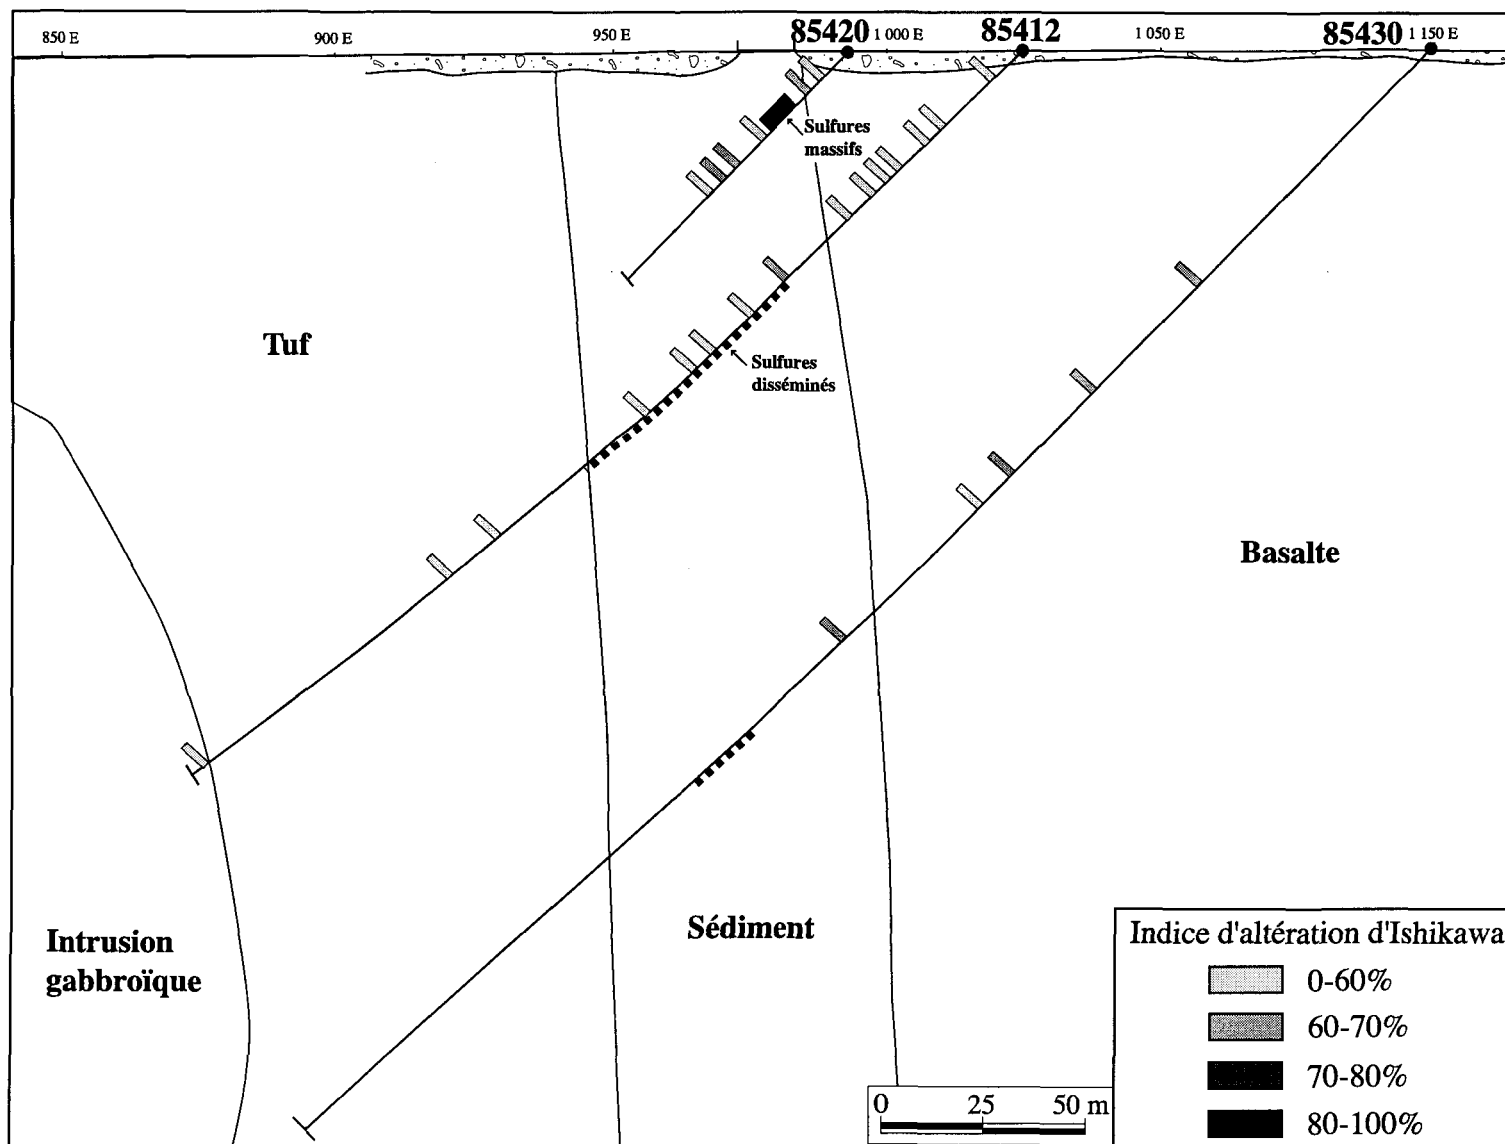 850 E
900 E
950 E
85420
1 000 E
85412
1 050 E
85430
1 150 E
Sulfures
massifs
Tuf
Sulfures
disséminés
Basalte
Sédiment
Intrusion
gabbroïque
Indice d'altération d'Ishikawa
0-60%
60-70%
70-80%
80-100%
0 25 50 m